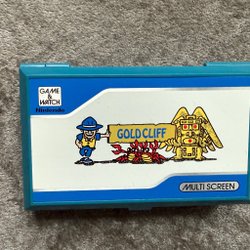 GAME &
WATCH
Nintendo
GOLDCLIFF
MULTI SCREEN